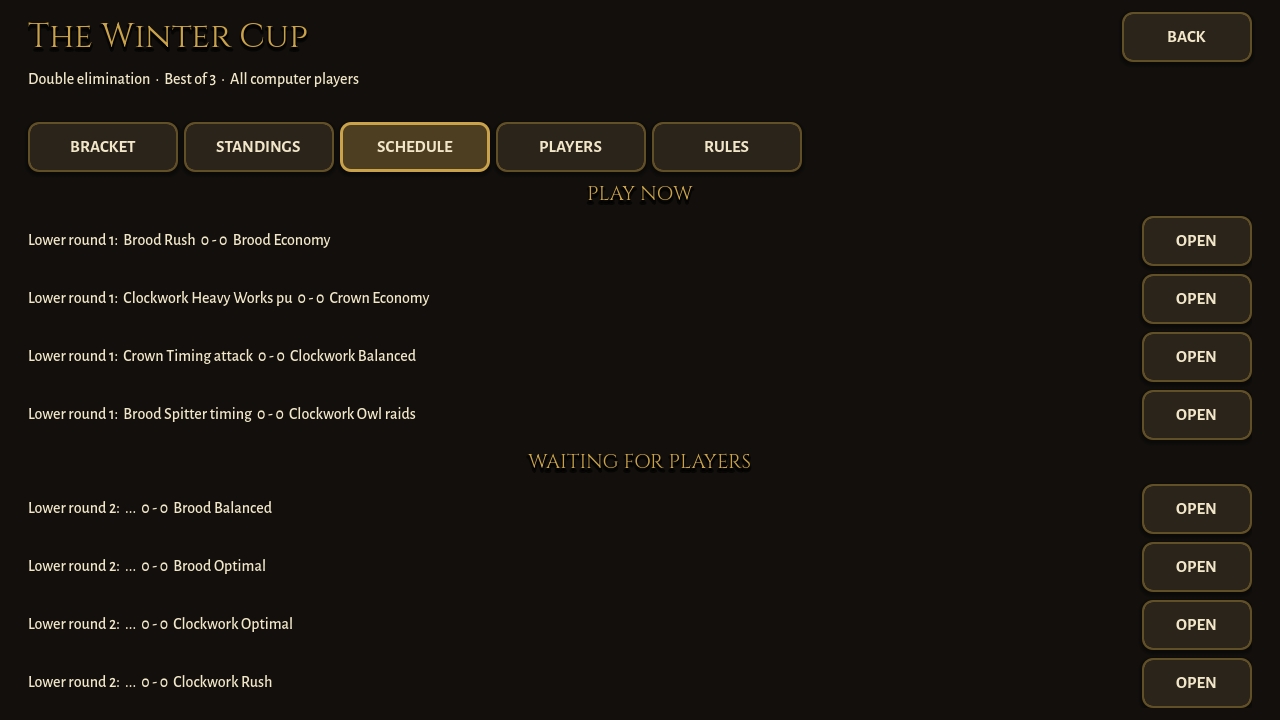 The Winter Cup
BACK
Double elimination · Best of 3 · All computer players
BRACKET STANDINGS SCHEDULE PLAYERS RULES
PLAY NOW
Lower round 1: Brood Rush 0 - 0 Brood Economy OPEN
Lower round 1: Clockwork Heavy Works pu 0 - 0 Crown Economy OPEN
Lower round 1: Crown Timing attack 0 - 0 Clockwork Balanced OPEN
Lower round 1: Brood Spitter timing 0 - 0 Clockwork Owl raids OPEN
WAITING FOR PLAYERS
Lower round 2: ... 0 - 0 Brood Balanced OPEN
Lower round 2: ... 0 - 0 Brood Optimal OPEN
Lower round 2: ... 0 - 0 Clockwork Optimal OPEN
Lower round 2: ... 0 - 0 Clockwork Rush OPEN